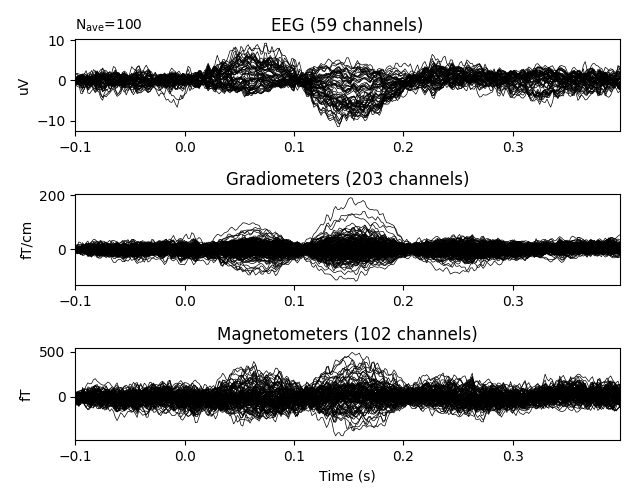 N_ave=100
EEG (59 channels)
10
0
−10
uV
−0.1 0.0 0.1 0.2 0.3
Gradiometers (203 channels)
200
0
fT/cm
−0.1 0.0 0.1 0.2 0.3
Magnetometers (102 channels)
500
0
fT
−0.1 0.0 0.1 0.2 0.3
Time (s)